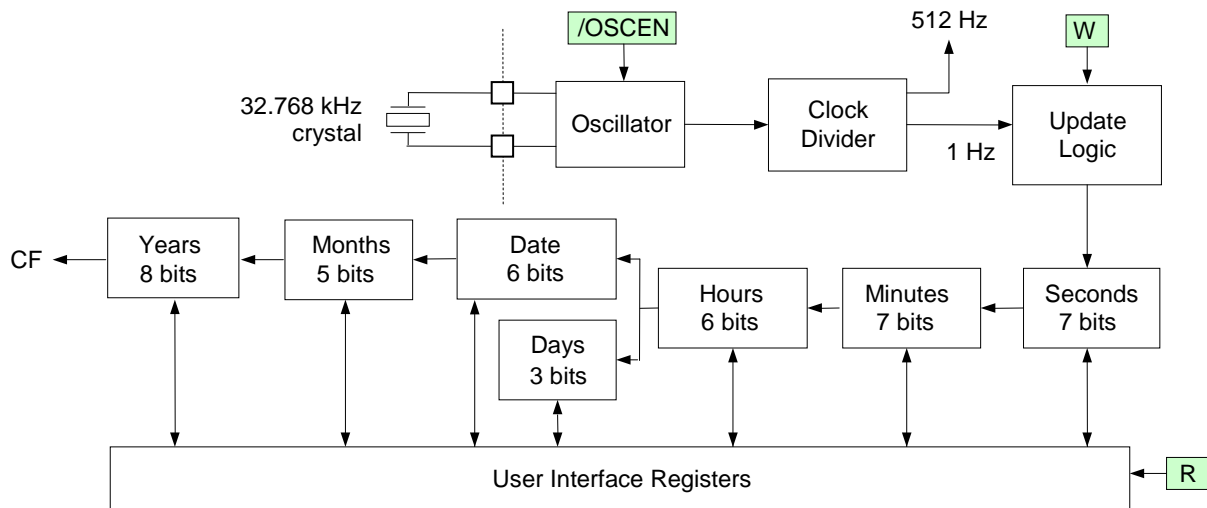 /OSCEN
512 Hz
W
32.768 kHz
crystal
Oscillator
Clock
Divider
1 Hz
Update
Logic
CF
Years
8 bits
Months
5 bits
Date
6 bits
Days
3 bits
Hours
6 bits
Minutes
7 bits
Seconds
7 bits
User Interface Registers
R